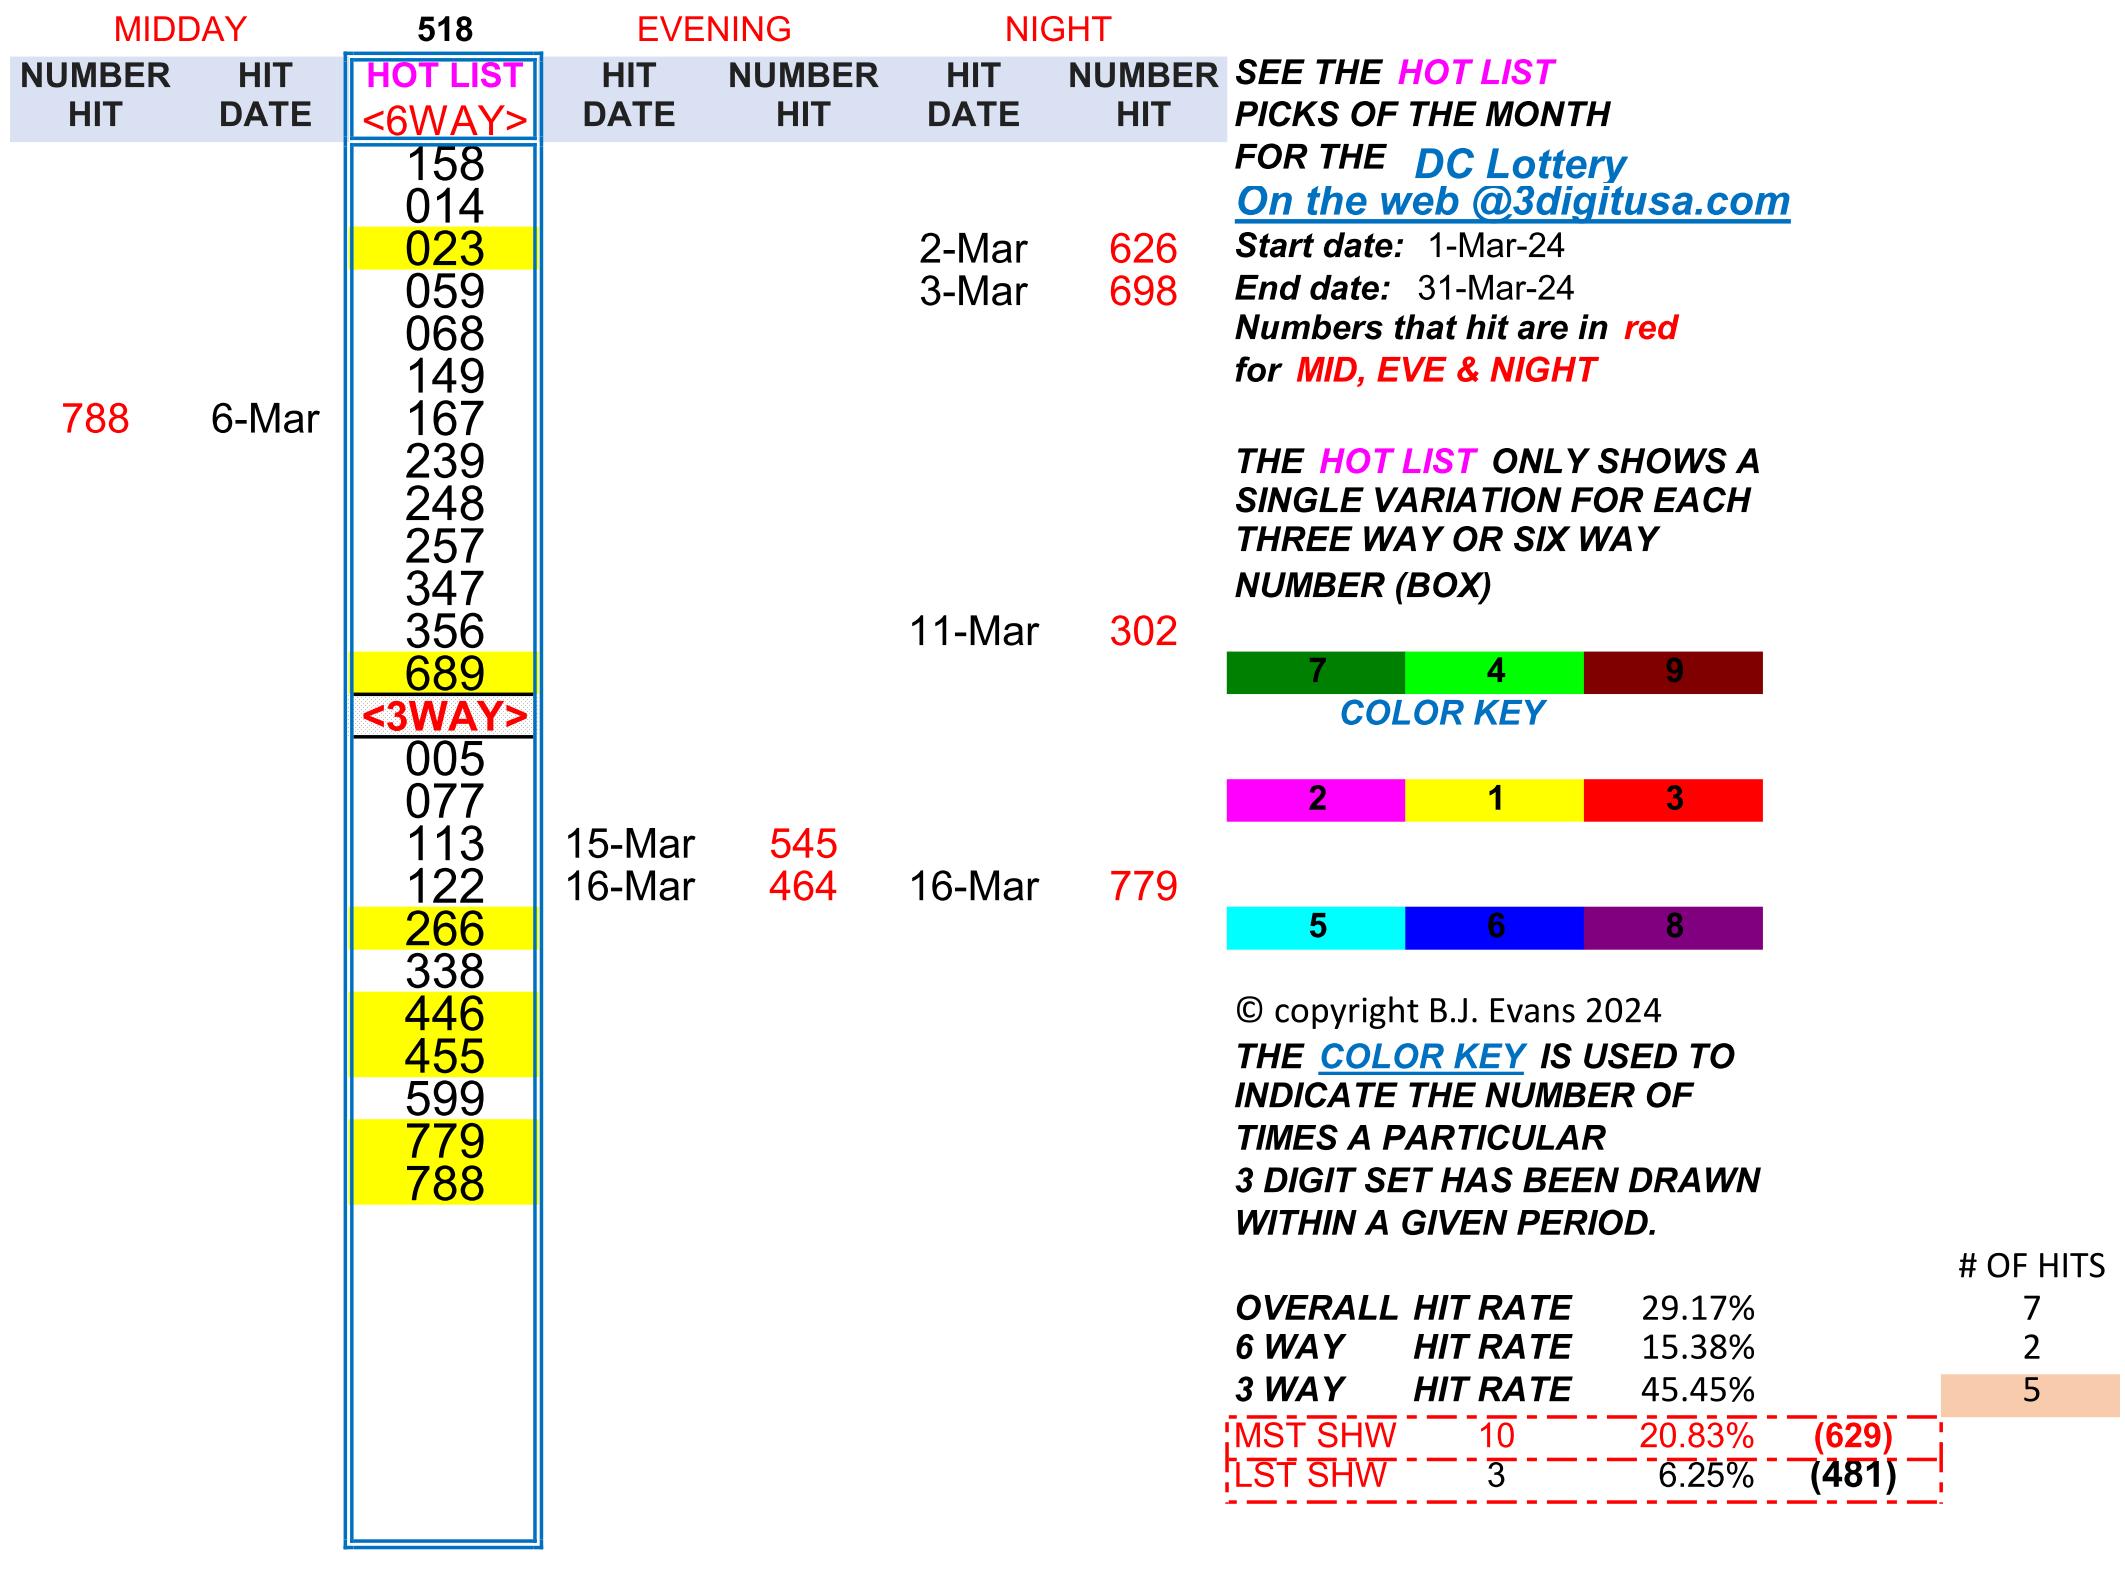 MIDDAY 518 EVENING NIGHT
NUMBER HIT HOT LIST HIT NUMBER HIT NUMBER
HIT DATE <6WAY> DATE HIT DATE HIT
158
014
023 2-Mar 626
059 3-Mar 698
068
149
788 6-Mar 167
239
248
257
347
356 11-Mar 302
689
<3WAY>
005
077
113 15-Mar 545
122 16-Mar 464 16-Mar 779
266
338
446
455
599
779
788
SEE THE HOT LIST
PICKS OF THE MONTH
FOR THE DC Lottery
On the web @3digitusa.com
Start date: 1-Mar-24
End date: 31-Mar-24
Numbers that hit are in red
for MID, EVE & NIGHT
THE HOT LIST ONLY SHOWS A
SINGLE VARIATION FOR EACH
THREE WAY OR SIX WAY
NUMBER (BOX)
7 4 9
COLOR KEY
2 1 3
5 6 8
© copyright B.J. Evans 2024
THE COLOR KEY IS USED TO
INDICATE THE NUMBER OF
TIMES A PARTICULAR
3 DIGIT SET HAS BEEN DRAWN
WITHIN A GIVEN PERIOD.
# OF HITS
OVERALL HIT RATE 29.17% 7
6 WAY HIT RATE 15.38% 2
3 WAY HIT RATE 45.45% 5
MST SHW 10 20.83% (629)
LST SHW 3 6.25% (481)